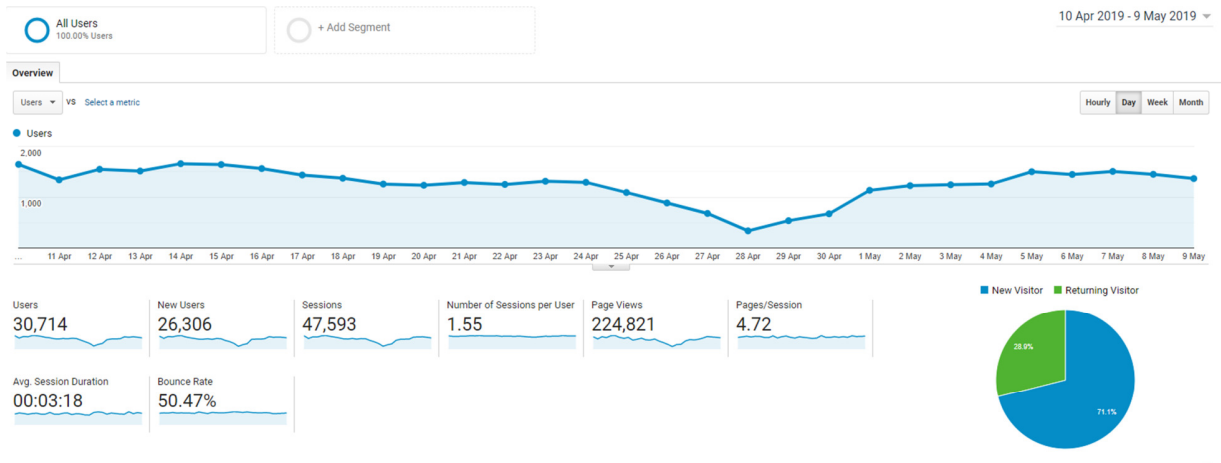 All Users
100.00% Users
+ Add Segment
10 Apr 2019 - 9 May 2019
Overview
Users VS Select a metric
Hourly Day Week Month
Users
2,000
1,000
... 11 Apr 12 Apr 13 Apr 14 Apr 15 Apr 16 Apr 17 Apr 18 Apr 19 Apr 20 Apr 21 Apr 22 Apr 23 Apr 24 Apr 25 Apr 26 Apr 27 Apr 28 Apr 29 Apr 30 Apr 1 May 2 May 3 May 4 May 5 May 6 May 7 May 8 May 9 May
New Visitor Returning Visitor
Users New Users Sessions Number of Sessions per User Page Views Pages/Session
30,714 26,306 47,593 1.55 224,821 4.72
28.9%
Avg. Session Duration Bounce Rate
00:03:18 50.47%
71.1%